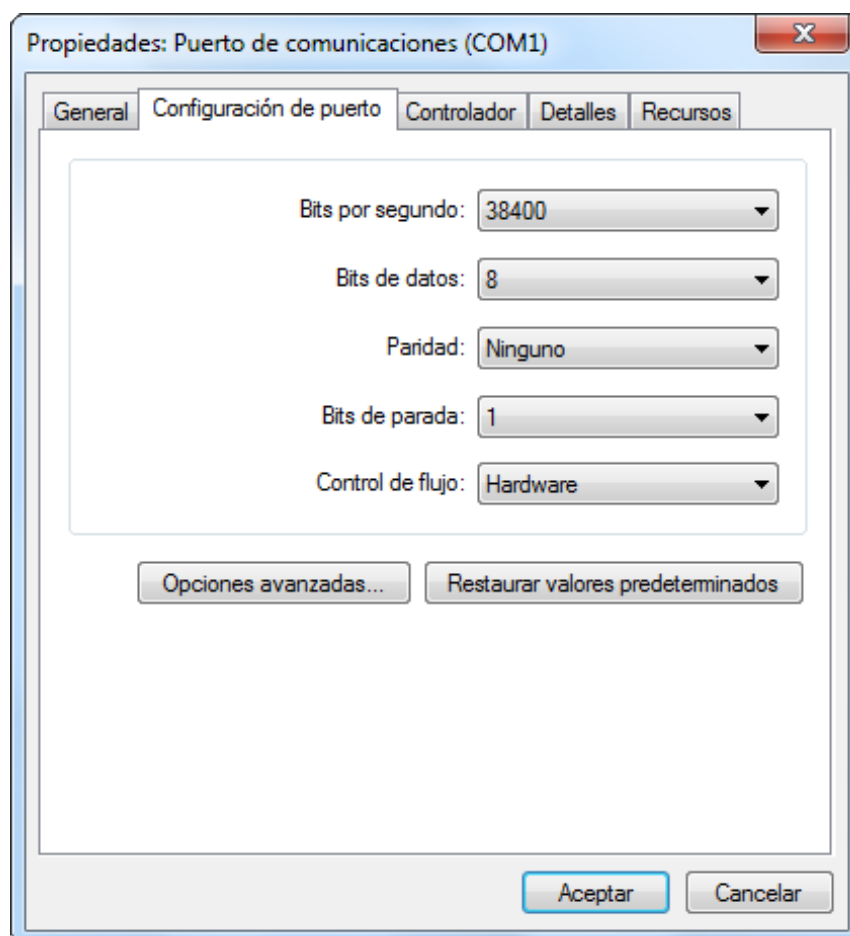 Propiedades: Puerto de comunicaciones (COM1)
General Configuración de puerto Controlador Detalles Recursos
Bits por segundo: 38400
Bits de datos: 8
Paridad: Ninguno
Bits de parada: 1
Control de flujo: Hardware
Opciones avanzadas... Restaurar valores predeterminados
Aceptar Cancelar